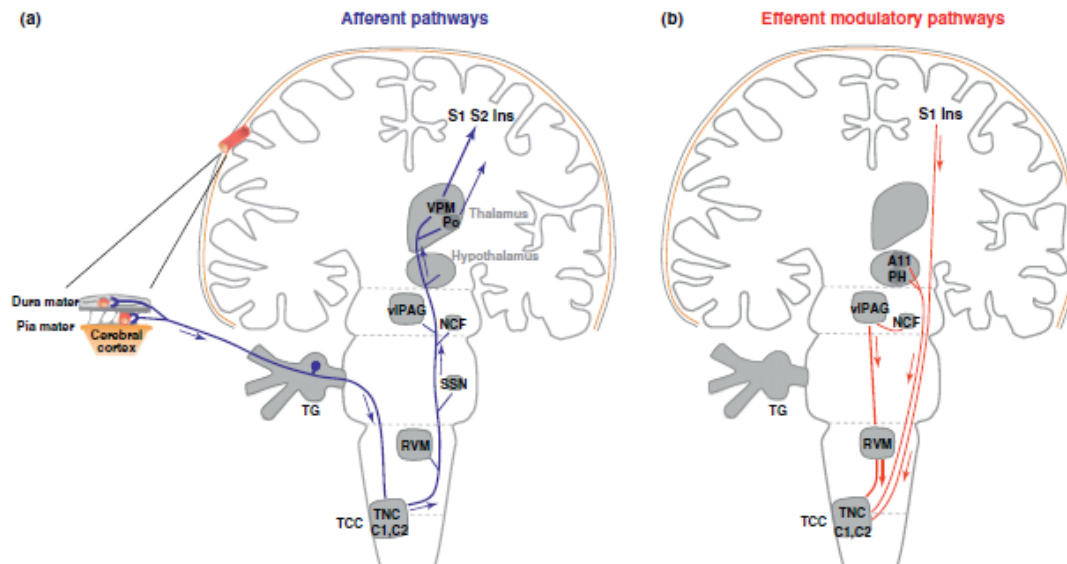 (a)
Afferent pathways
S1 S2 Ins
VPM
Po
Thalamus
Hypothalamus
vlPAG
NCF
SSN
RVM
TNC
C1,C2
TCC
TG
Dura mater
Pia mater
Cerebral
cortex
(b)
Efferent modulatory pathways
S1 Ins
A11
PH
vlPAG
NCF
TG
RVM
TNC
C1,C2
TCC